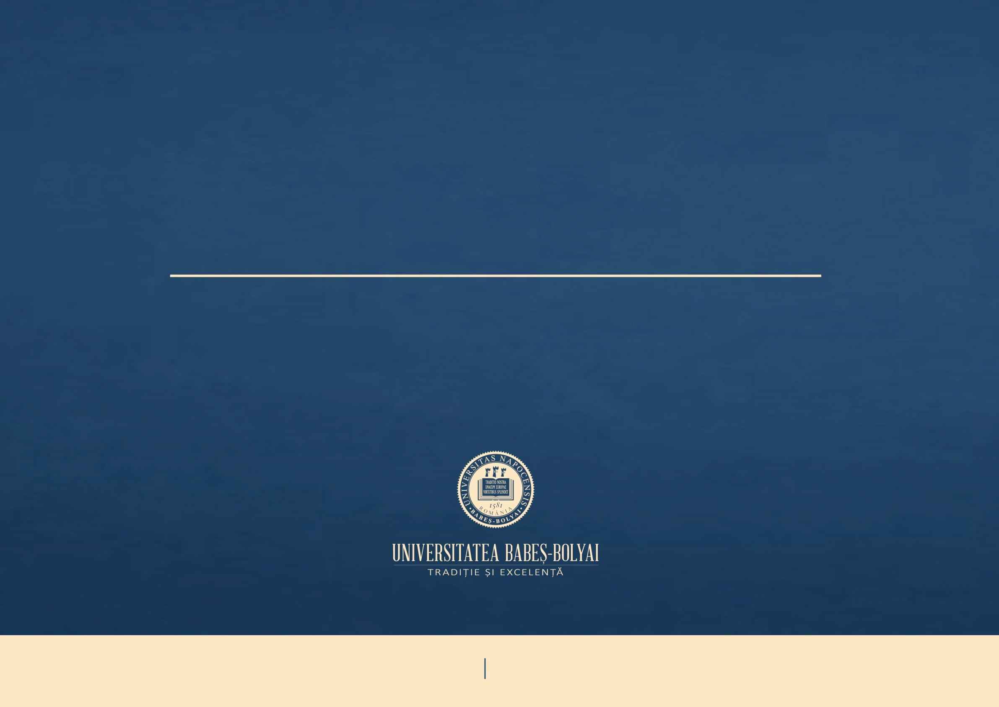 UNIVERSITAS NAPOCENSIS
TRADITIO NOSTRA
UNACUM EUROPAE
VIRTUTIBUS SPLENDET
1581
ROMÂNIA
BABEȘ-BOLYAI
UNIVERSITATEA BABEȘ-BOLYAI
TRADIȚIE ȘI EXCELENȚĂ